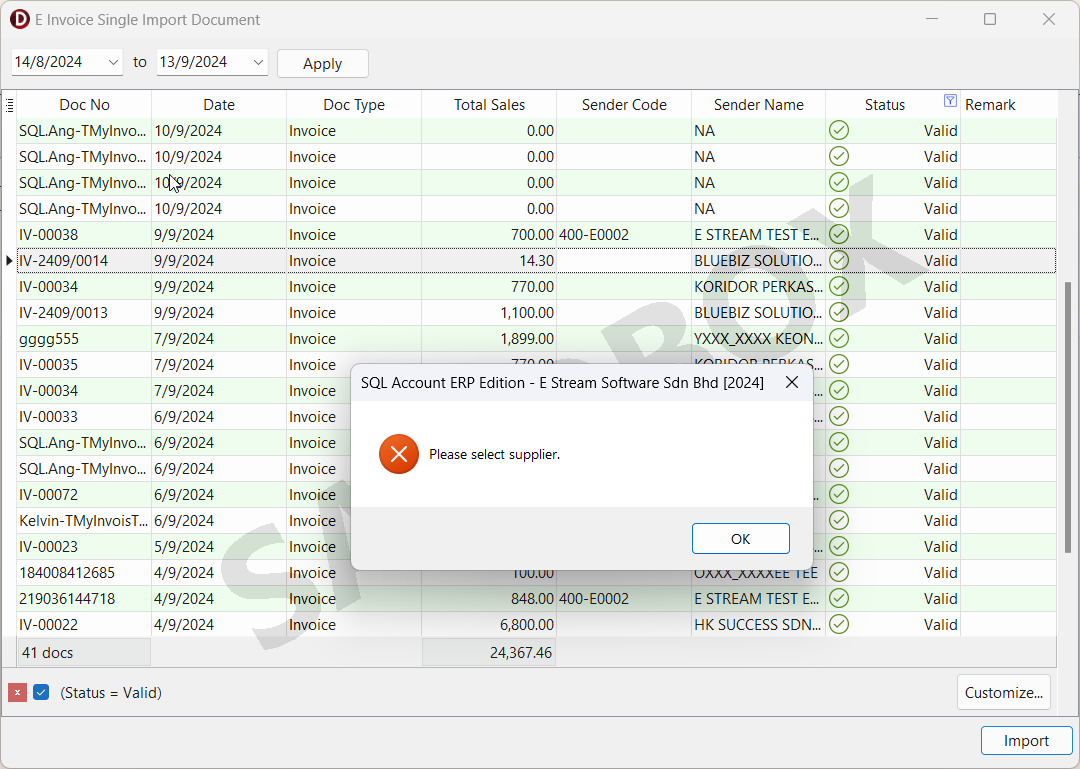 E Invoice Single Import Document
14/8/2024 to 13/9/2024 Apply
Doc No Date Doc Type Total Sales Sender Code Sender Name Status Remark
SQL.Ang-TMyInvo... 10/9/2024 Invoice 0.00 NA Valid
SQL.Ang-TMyInvo... 10/9/2024 Invoice 0.00 NA Valid
SQL.Ang-TMyInvo... 10/9/2024 Invoice 0.00 NA Valid
SQL.Ang-TMyInvo... 10/9/2024 Invoice 0.00 NA Valid
IV-00038 9/9/2024 Invoice 700.00 400-E0002 E STREAM TEST E... Valid
IV-2409/0014 9/9/2024 Invoice 14.30 BLUEBIZ SOLUTIO... Valid
IV-00034 9/9/2024 Invoice 770.00 KORIDOR PERKAS... Valid
IV-2409/0013 9/9/2024 Invoice 1,100.00 BLUEBIZ SOLUTIO... Valid
gggg555 7/9/2024 Invoice 1,899.00 YXXX_XXXX KEON... Valid
IV-00035 7/9/2024 Invoice 770.00 KORIDOR PERKAS... Valid
IV-00034 7/9/2024 Invoice Valid
IV-00033 6/9/2024 Invoice Valid
SQL.Ang-TMyInvo... 6/9/2024 Invoice Valid
SQL.Ang-TMyInvo... 6/9/2024 Invoice Valid
IV-00072 6/9/2024 Invoice Valid
Kelvin-TMyInvoisT... 6/9/2024 Invoice Valid
IV-00023 5/9/2024 Invoice Valid
184008412685 4/9/2024 Invoice 100.00 OXXX_XXXXEE TEE Valid
219036144718 4/9/2024 Invoice 848.00 400-E0002 E STREAM TEST E... Valid
IV-00022 4/9/2024 Invoice 6,800.00 HK SUCCESS SDN... Valid
41 docs 24,367.46
(Status = Valid) Customize...
Import
SQL Account ERP Edition - E Stream Software Sdn Bhd [2024]
Please select supplier.
OK